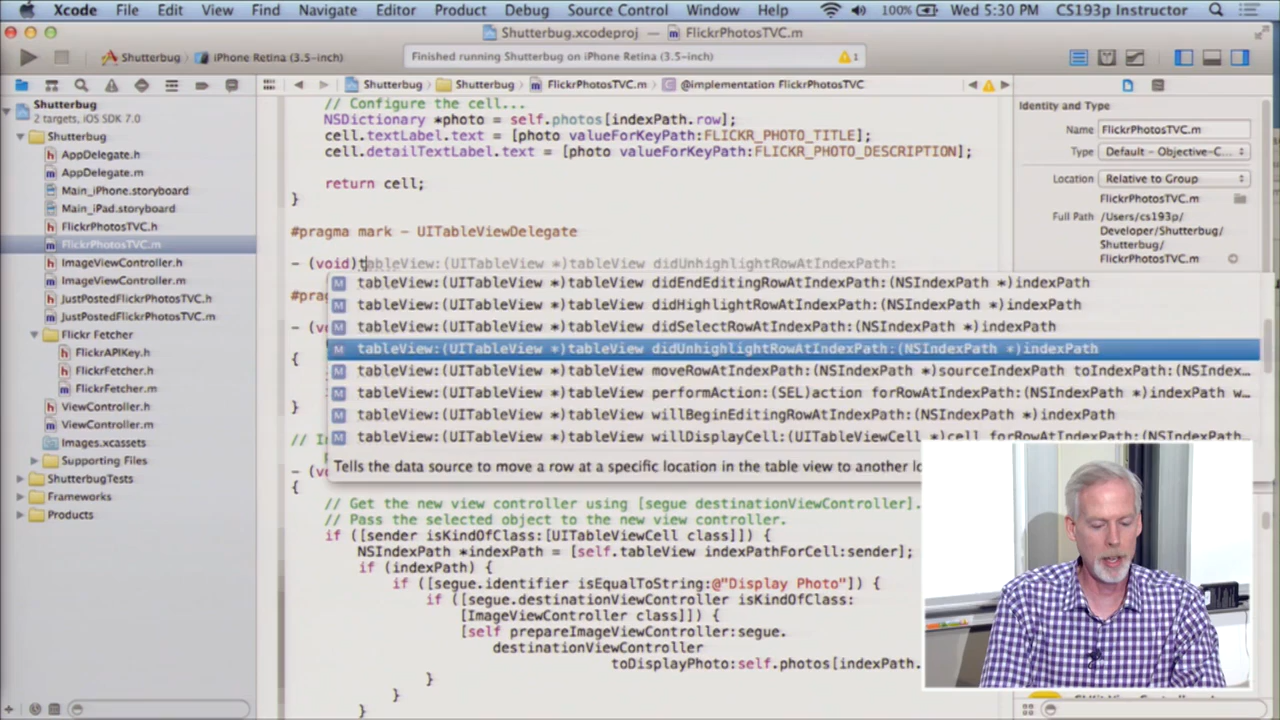 Xcode File Edit View Find Navigate Editor Product Debug Source Control Window Help 100% Wed 5:30 PM CS193p Instructor
Shutterbug.xcodeproj — FlickrPhotosTVC.m
Shutterbug iPhone Retina (3.5-inch) Finished running Shutterbug on iPhone Retina (3.5-inch) 1
Shutterbug Shutterbug FlickrPhotosTVC.m @implementation FlickrPhotosTVC
Shutterbug
2 targets, iOS SDK 7.0
Shutterbug
AppDelegate.h
AppDelegate.m
Main_iPhone.storyboard
Main_iPad.storyboard
FlickrPhotosTVC.h
FlickrPhotosTVC.m
ImageViewController.h
ImageViewController.m
JustPostedFlickrPhotosTVC.h
JustPostedFlickrPhotosTVC.m
Flickr Fetcher
FlickrAPIKey.h
FlickrFetcher.h
FlickrFetcher.m
ViewController.h
ViewController.m
Images.xcassets
Supporting Files
ShutterbugTests
Frameworks
Products
// Configure the cell...
NSDictionary *photo = self.photos[indexPath.row];
cell.textLabel.text = [photo valueForKeyPath:FLICKR_PHOTO_TITLE];
cell.detailTextLabel.text = [photo valueForKeyPath:FLICKR_PHOTO_DESCRIPTION];
return cell;
}
#pragma mark - UITableViewDelegate
- (void)tableView:(UITableView *)tableView didUnhighlightRowAtIndexPath:
M tableView:(UITableView *)tableView didEndEditingRowAtIndexPath:(NSIndexPath *)indexPath
#pra M tableView:(UITableView *)tableView didHighlightRowAtIndexPath:(NSIndexPath *)indexPath
- (vo M tableView:(UITableView *)tableView didSelectRowAtIndexPath:(NSIndexPath *)indexPath
{ M tableView:(UITableView *)tableView didUnhighlightRowAtIndexPath:(NSIndexPath *)indexPath
M tableView:(UITableView *)tableView moveRowAtIndexPath:(NSIndexPath *)sourceIndexPath toIndexPath:(NSIndex...
M tableView:(UITableView *)tableView performAction:(SEL)action forRowAtIndexPath:(NSIndexPath *)indexPath w...
} M tableView:(UITableView *)tableView willBeginEditingRowAtIndexPath:(NSIndexPath *)indexPath
// I M tableView:(UITableView *)tableView willDisplayCell:(UITableViewCell *)cell forRowAtIndexPath:(NSIndexPath *)indexPath
- (vo Tells the data source to move a row at a specific location in the table view to another lo
{
// Get the new view controller using [segue destinationViewController].
// Pass the selected object to the new view controller.
if ([sender isKindOfClass:[UITableViewCell class]]) {
NSIndexPath *indexPath = [self.tableView indexPathForCell:sender];
if (indexPath) {
if ([segue.identifier isEqualToString:@"Display Photo"]) {
if ([segue.destinationViewController isKindOfClass:
[ImageViewController class]]) {
[self prepareImageViewController:segue.
destinationViewController
toDisplayPhoto:self.photos[indexPath.
}
}
}
Identity and Type
Name FlickrPhotosTVC.m
Type Default - Objective-C...
Location Relative to Group
FlickrPhotosTVC.m
Full Path /Users/cs193p/
Developer/Shutterbug/
Shutterbug/
FlickrPhotosTVC.m